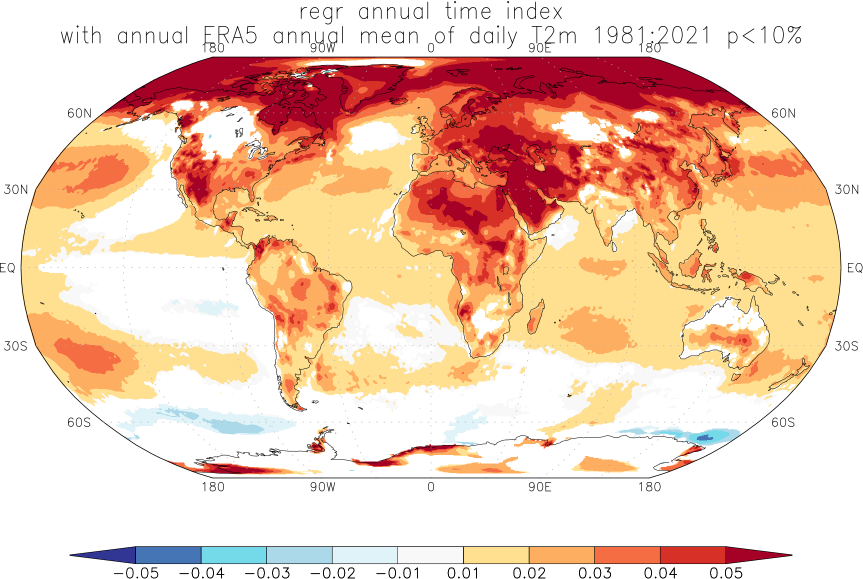 regr annual time index
with annual ERA5 annual mean of daily T2m 1981:2021 p<10%
180 90W 0 90E 180
60N 60N
30N 30N
EQ EQ
30S 30S
60S 60S
180 90W 0 90E 180
-0.05 -0.04 -0.03 -0.02 -0.01 0.01 0.02 0.03 0.04 0.05